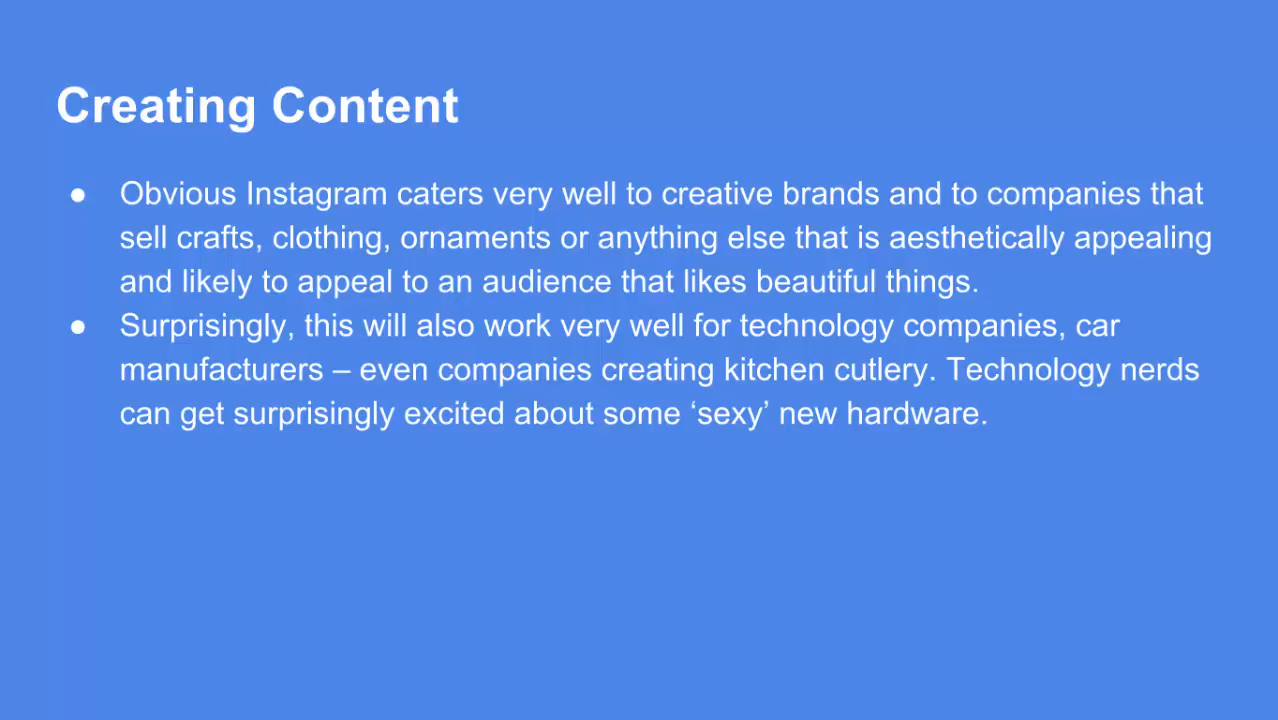 Creating Content
● Obvious Instagram caters very well to creative brands and to companies that
sell crafts, clothing, ornaments or anything else that is aesthetically appealing
and likely to appeal to an audience that likes beautiful things.
● Surprisingly, this will also work very well for technology companies, car
manufacturers – even companies creating kitchen cutlery. Technology nerds
can get surprisingly excited about some ‘sexy’ new hardware.